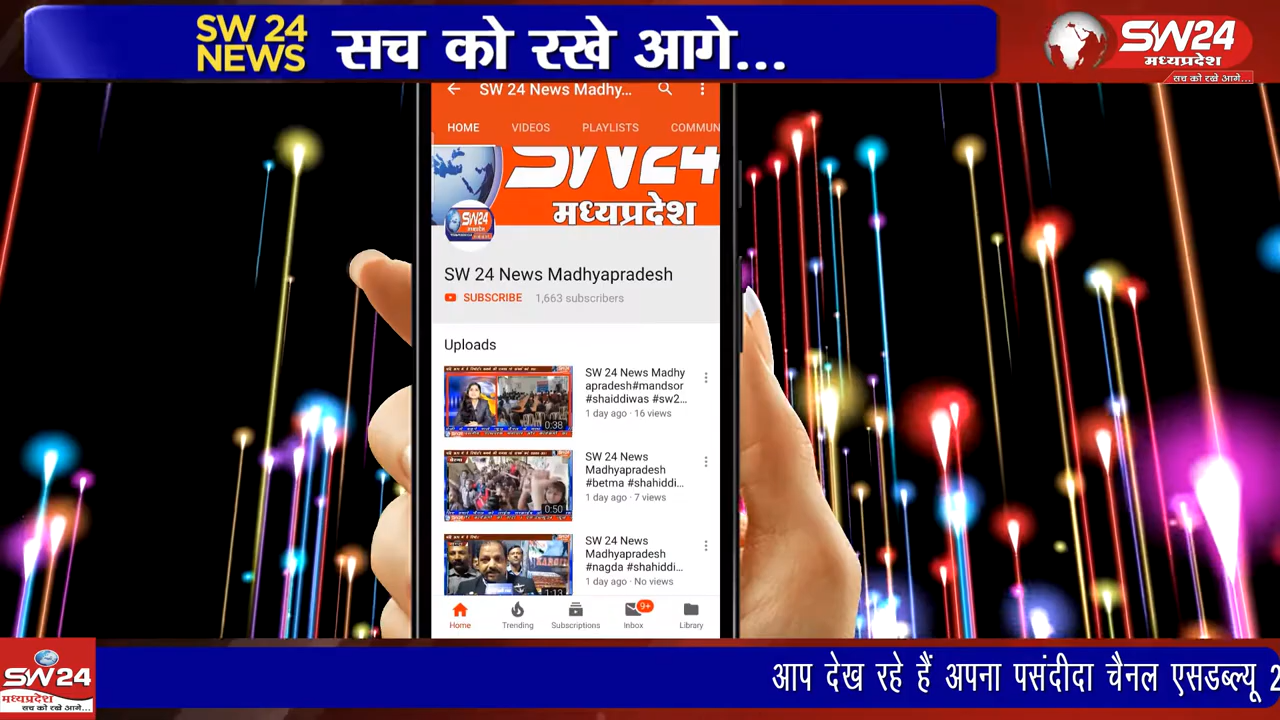 SW 24
NEWS
सच को रखे आगे...
SW24
मध्यप्रदेश
सच को रखे आगे...
SW 24 News Madhy...
HOME VIDEOS PLAYLISTS COMMUN
SW24
मध्यप्रदेश
SW24
SW 24 News Madhyapradesh
SUBSCRIBE 1,663 subscribers
Uploads
SW 24 News Madhy
apradesh#mandsor
#shaiddiwas #sw2...
1 day ago · 16 views
0:38
SW 24 News
Madhyapradesh
#betma #shahiddi...
1 day ago · 7 views
0:50
SW 24 News
Madhyapradesh
#nagda #shahiddi...
1 day ago · No views
1:13
9+
Home Trending Subscriptions Inbox Library
SW24
मध्यप्रदेश
सच को रखे आगे...
आप देख रहे हैं अपना पसंदीदा चैनल एसडब्ल्यू 2